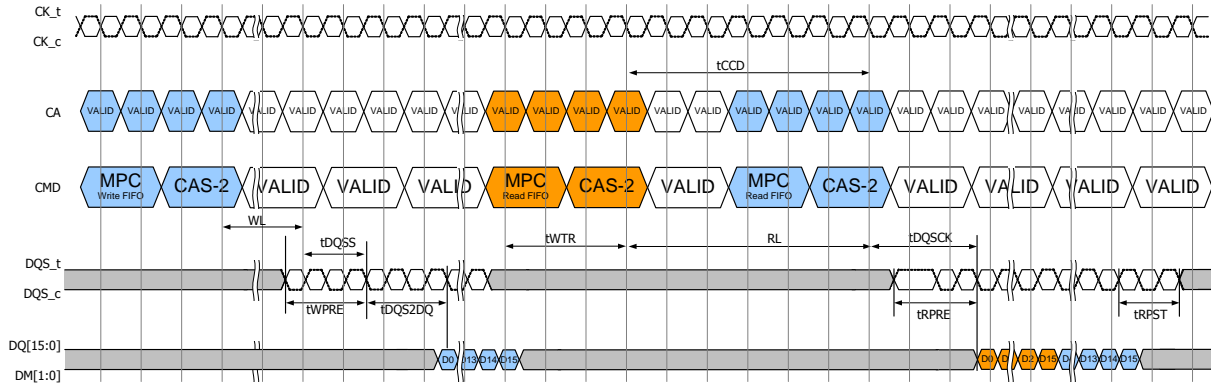 CK_t
CK_c
tCCD
CA VALID VALID VALID VALID VALID VALID VALID VALID VALID VALID VALID VALID VALID VALID VALID VALID VALID VALID VALID VALID VALID VALID VALID VALID VALID VALID VALID VALID
CMD MPC CAS-2 VALID VALID VALID MPC CAS-2 VALID MPC CAS-2 VALID VALID VALID VALID
Write FIFO Read FIFO Read FIFO
WL
tDQSS tWTR RL tDQSCK
DQS_t
DQS_c
tWPRE tDQS2DQ tRPRE tRPST
DQ[15:0] D0 D13 D14 D15 D0 D2 D15 D13 D14 D15
DM[1:0]